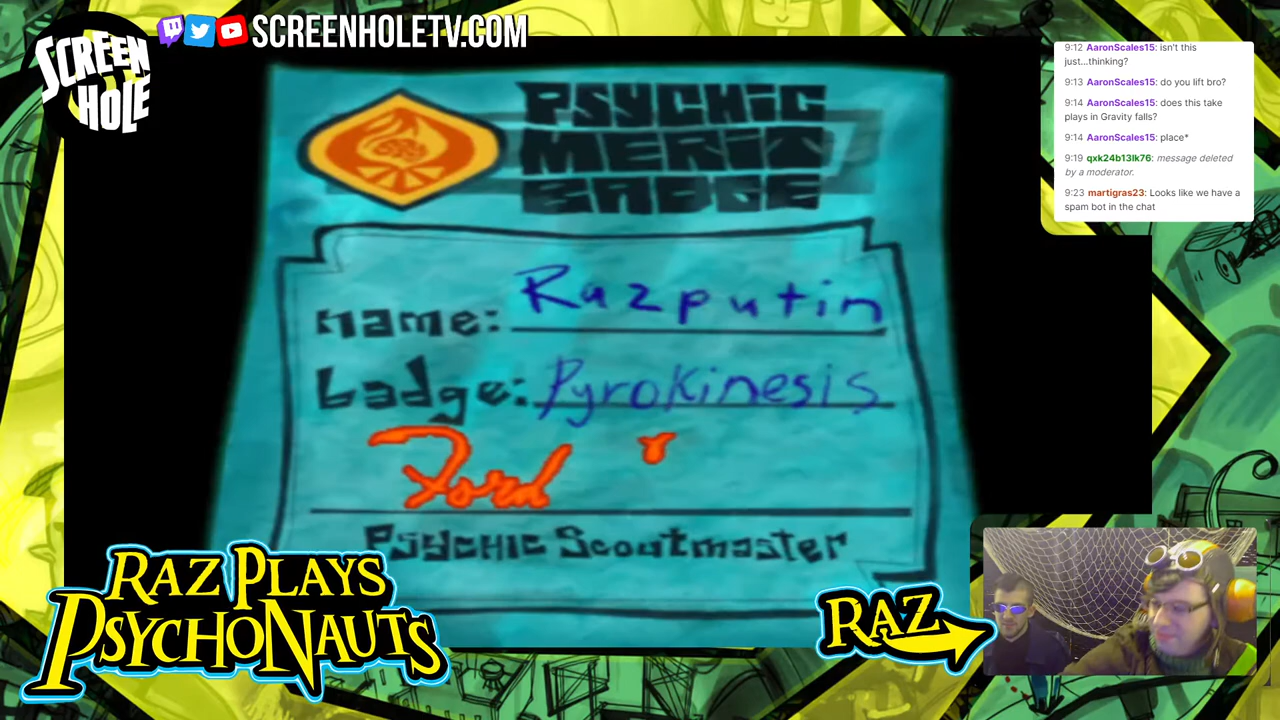 SCREEN
HOLE
SCREENHOLETV.COM
9:12 AaronScales15: isn't this
just...thinking?
9:13 AaronScales15: do you lift bro?
9:14 AaronScales15: does this take
plays in Gravity falls?
9:14 AaronScales15: place*
9:19 qxk24b13lk76: message deleted
by a moderator.
9:23 martigras23: Looks like we have a
spam bot in the chat
PSYCHIC
MERIT
BADGE
name: Razputin
badge: Pyrokinesis
Ford
Psychic Scoutmaster
RAZ PLAYS
PSYCHONAUTS
RAZ